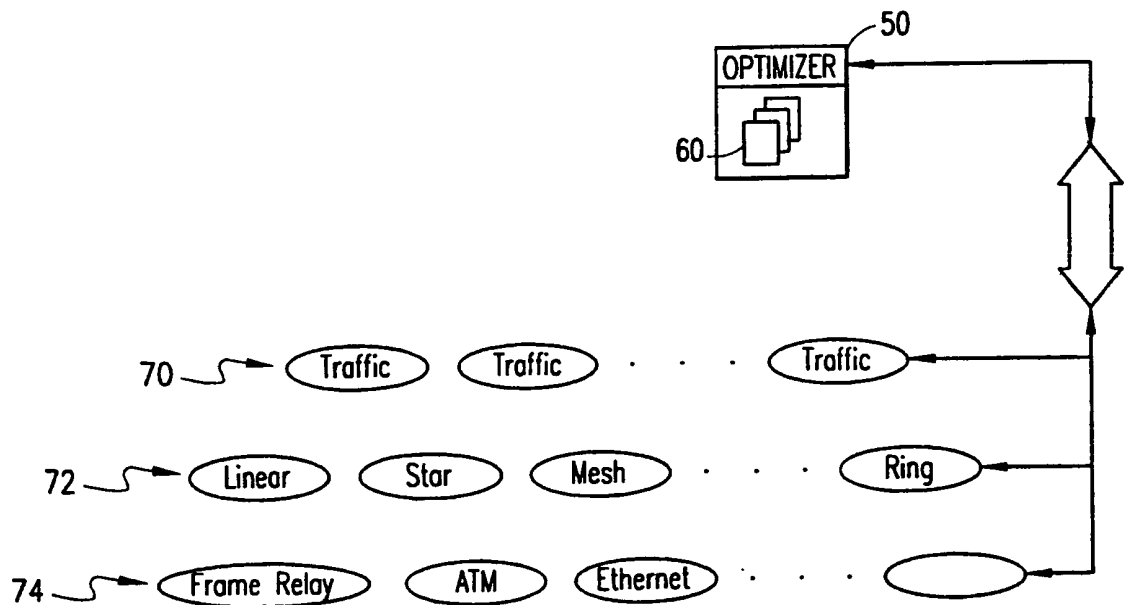 50
OPTIMIZER
60
70 Traffic Traffic . . . Traffic
72 Linear Star Mesh . . . Ring
74 Frame Relay ATM Ethernet . . .